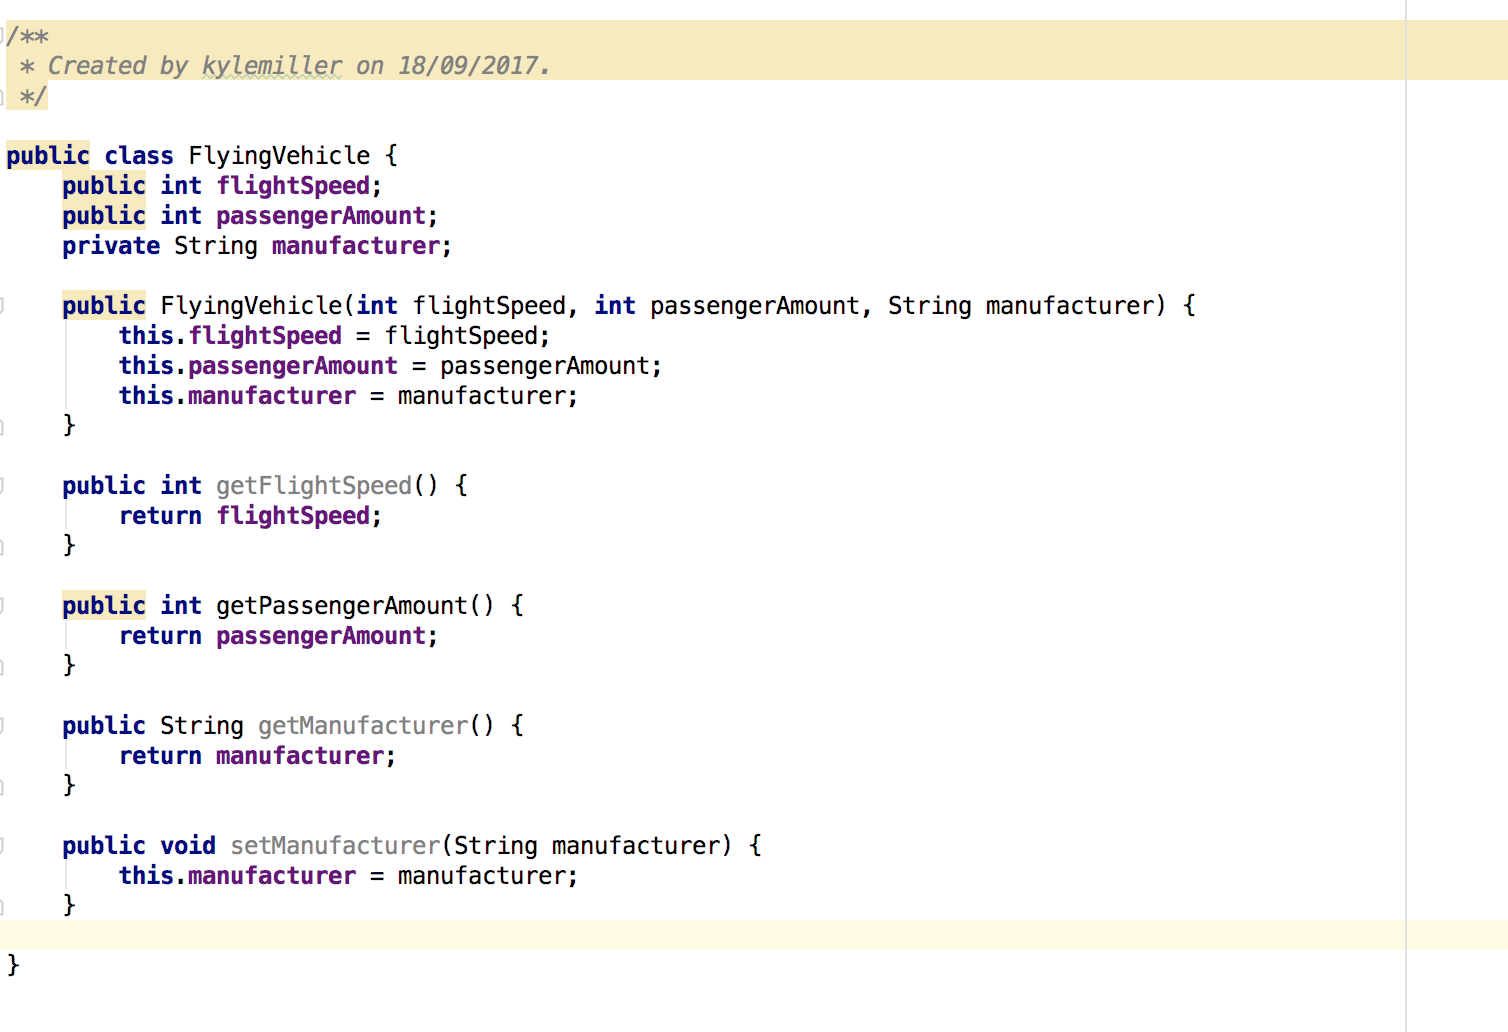 /**
 * Created by kylemiller on 18/09/2017.
 */

public class FlyingVehicle {
    public int flightSpeed;
    public int passengerAmount;
    private String manufacturer;

    public FlyingVehicle(int flightSpeed, int passengerAmount, String manufacturer) {
        this.flightSpeed = flightSpeed;
        this.passengerAmount = passengerAmount;
        this.manufacturer = manufacturer;
    }

    public int getFlightSpeed() {
        return flightSpeed;
    }

    public int getPassengerAmount() {
        return passengerAmount;
    }

    public String getManufacturer() {
        return manufacturer;
    }

    public void setManufacturer(String manufacturer) {
        this.manufacturer = manufacturer;
    }

}